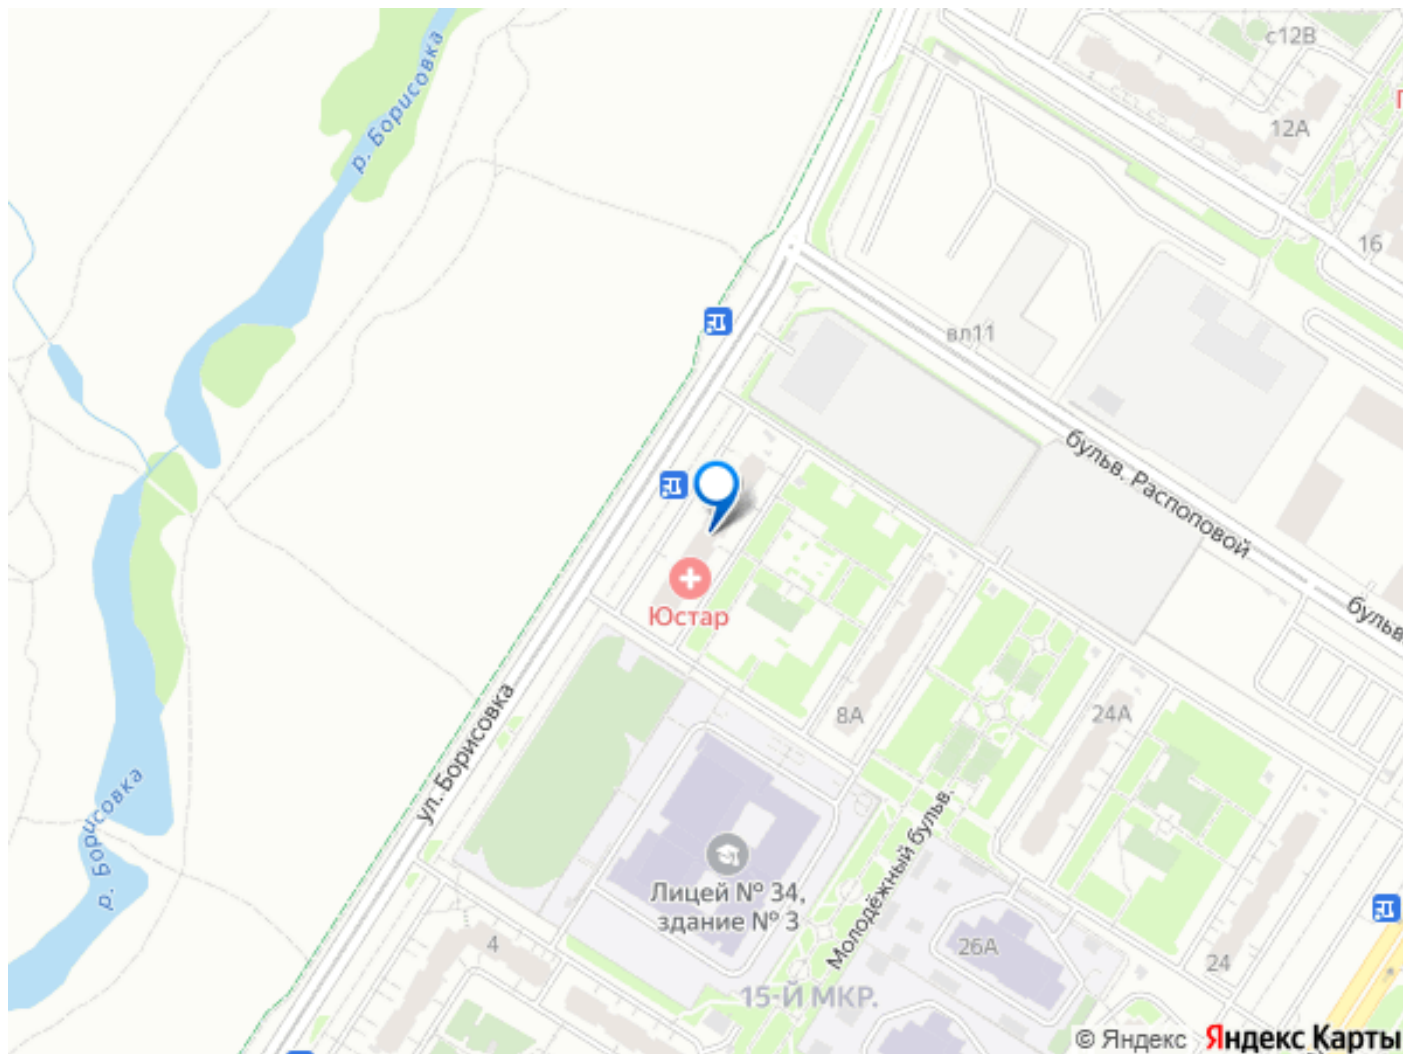 р. Борисовка
с12В
12А
16
вл11
бульв. Распоповой
бульв.
Юстар
8А
24А
ул. Борисовка
р. Борисовка
Молодёжный бульв.
Лицей № 34,
здание № 3
4
26А
24
15-Й МКР.
© Яндекс Яндекс Карты